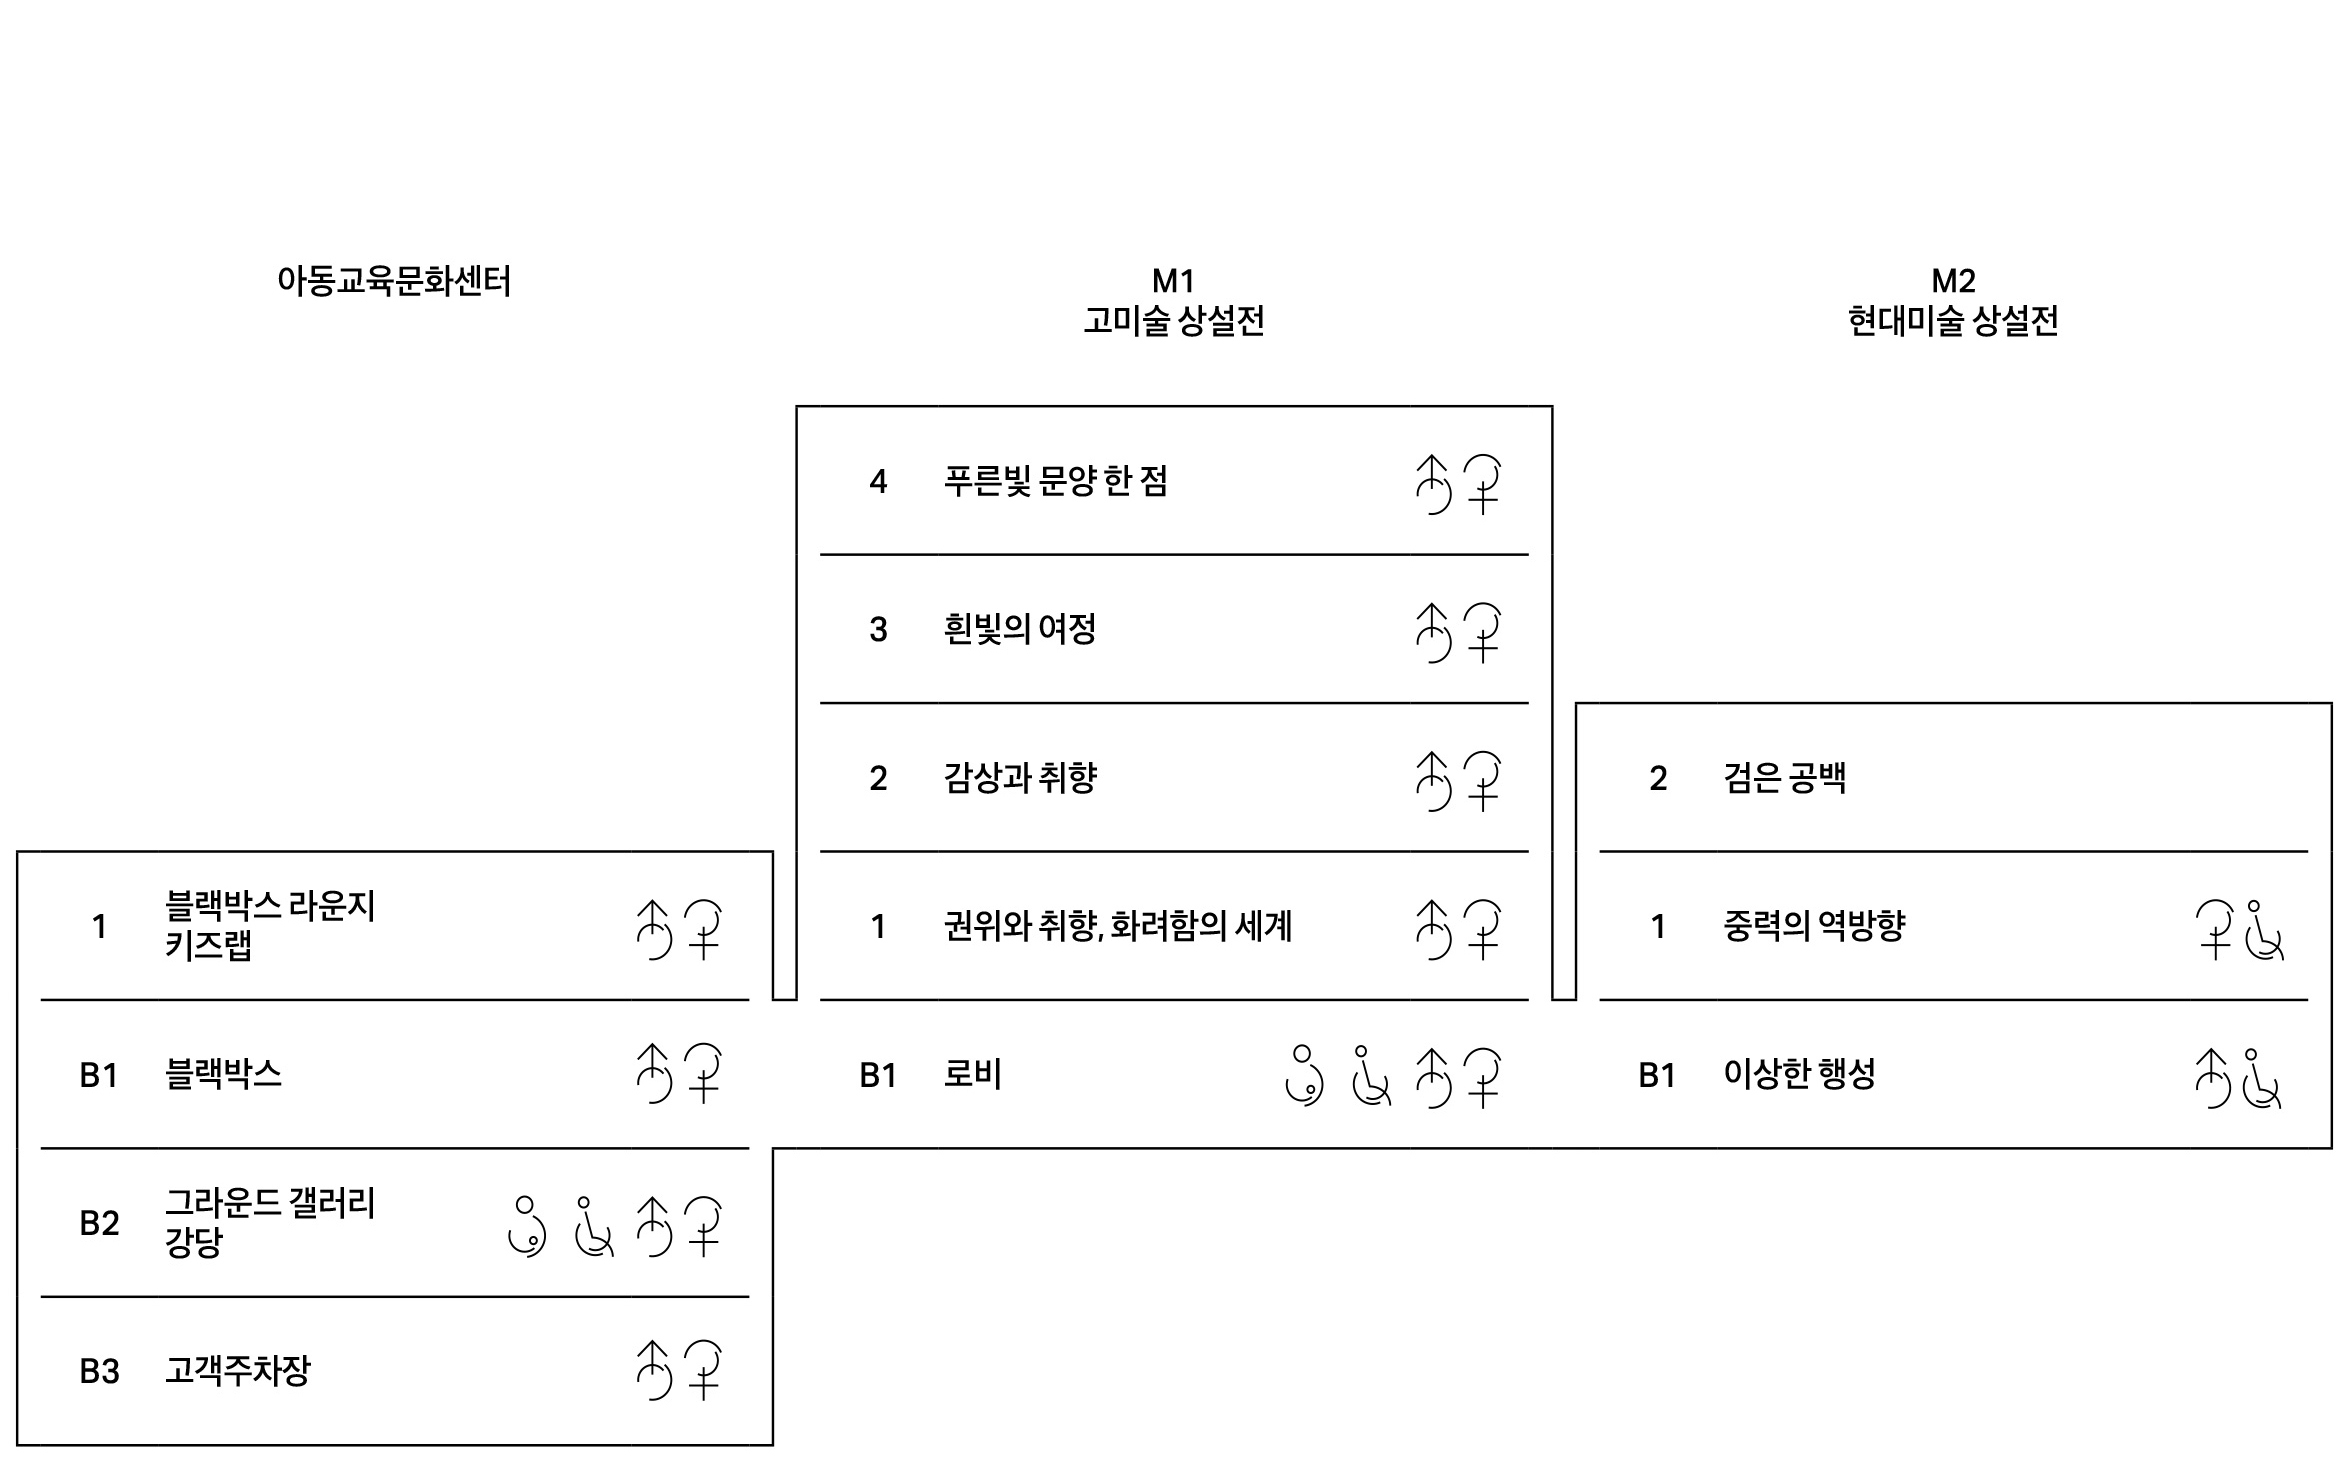 아동교육문화센터
M1
고미술 상설전
M2
현대미술 상설전
4 푸른빛 문양 한 점
3 흰빛의 여정
2 감상과 취향
2 검은 공백
1 블랙박스 라운지
키즈랩
1 권위와 취향, 화려함의 세계
1 중력의 역방향
B1 블랙박스
B1 로비
B1 이상한 행성
B2 그라운드 갤러리
강당
B3 고객주차장